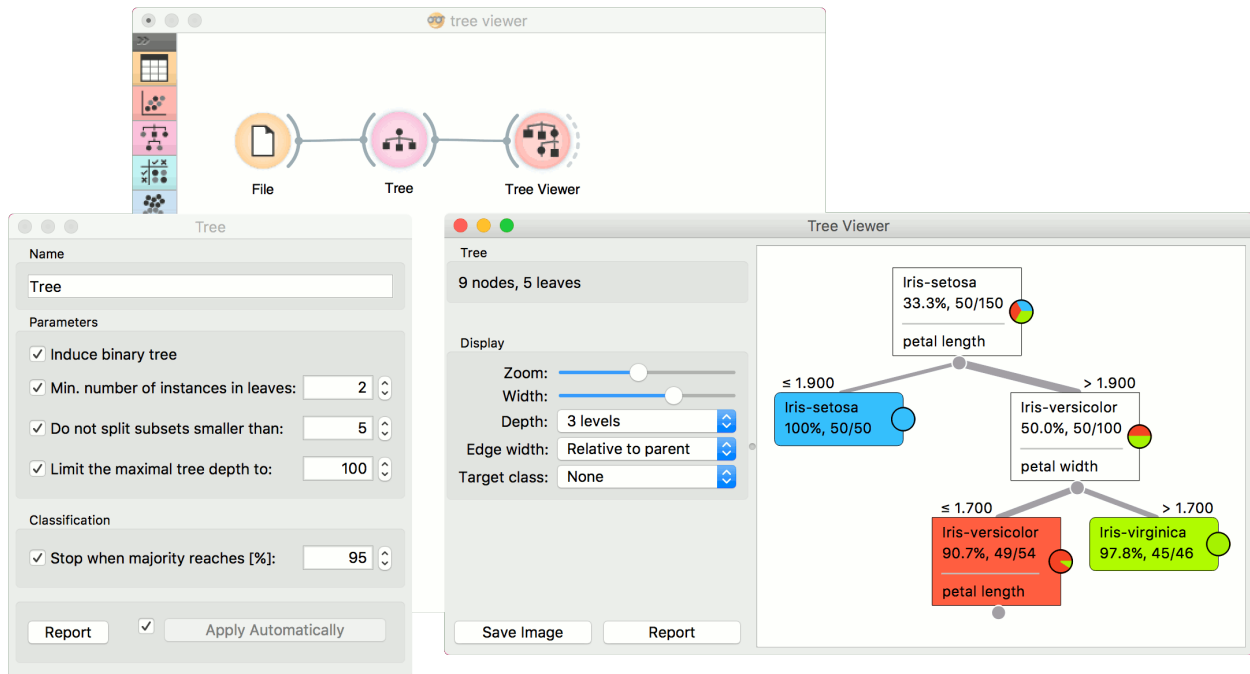 tree viewer
File
Tree
Tree Viewer
Tree
Name
Tree
Parameters
Induce binary tree
Min. number of instances in leaves: 2
Do not split subsets smaller than: 5
Limit the maximal tree depth to: 100
Classification
Stop when majority reaches [%]: 95
Report
Apply Automatically
Tree Viewer
Tree
9 nodes, 5 leaves
Display
Zoom:
Width:
Depth: 3 levels
Edge width: Relative to parent
Target class: None
Save Image
Report
Iris-setosa
33.3%, 50/150
petal length
≤ 1.900
> 1.900
Iris-setosa
100%, 50/50
Iris-versicolor
50.0%, 50/100
petal width
≤ 1.700
> 1.700
Iris-versicolor
90.7%, 49/54
petal length
Iris-virginica
97.8%, 45/46